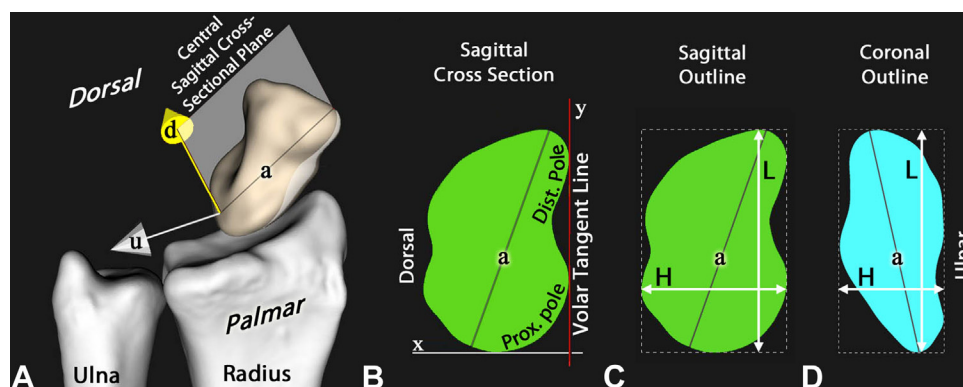 Dorsal
Central
Sagittal Cross-
Sectional Plane
d
a
u
Palmar
Ulna
Radius
A
Sagittal
Cross Section
y
Dist. Pole
Volar Tangent Line
Dorsal
a
Prox. pole
x
B
Sagittal
Outline
L
a
H
C
Coronal
Outline
L
a
H
Ulnar
D